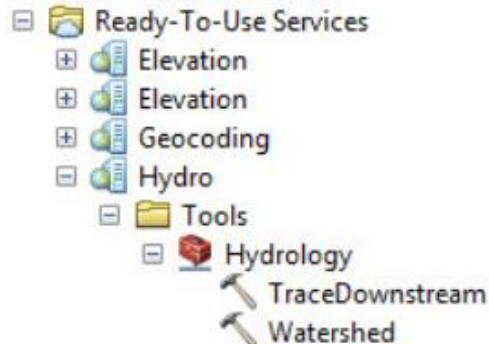 Ready-To-Use Services
Elevation
Elevation
Geocoding
Hydro
Tools
Hydrology
TraceDownstream
Watershed